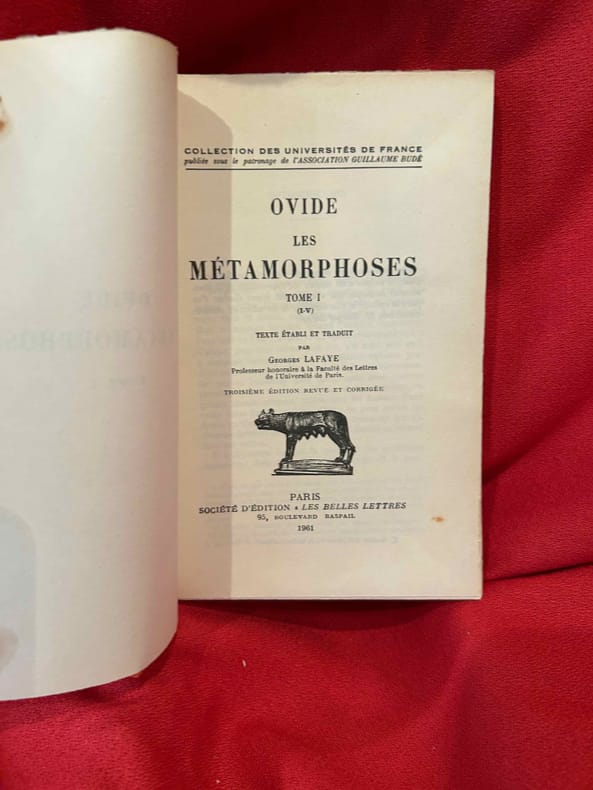 COLLECTION DES UNIVERSITÉS DE FRANCE
publiée sous le patronage de l'ASSOCIATION GUILLAUME BUDÉ
OVIDE
LES
MÉTAMORPHOSES
TOME I
(I-V)
TEXTE ÉTABLI ET TRADUIT
PAR
GEORGES LAFAYE
Professeur honoraire à la Faculté des Lettres
de l'Université de Paris.
TROISIÈME ÉDITION REVUE ET CORRIGÉE
PARIS
SOCIÉTÉ D'ÉDITION « LES BELLES LETTRES
95, BOULEVARD RASPAIL
1961